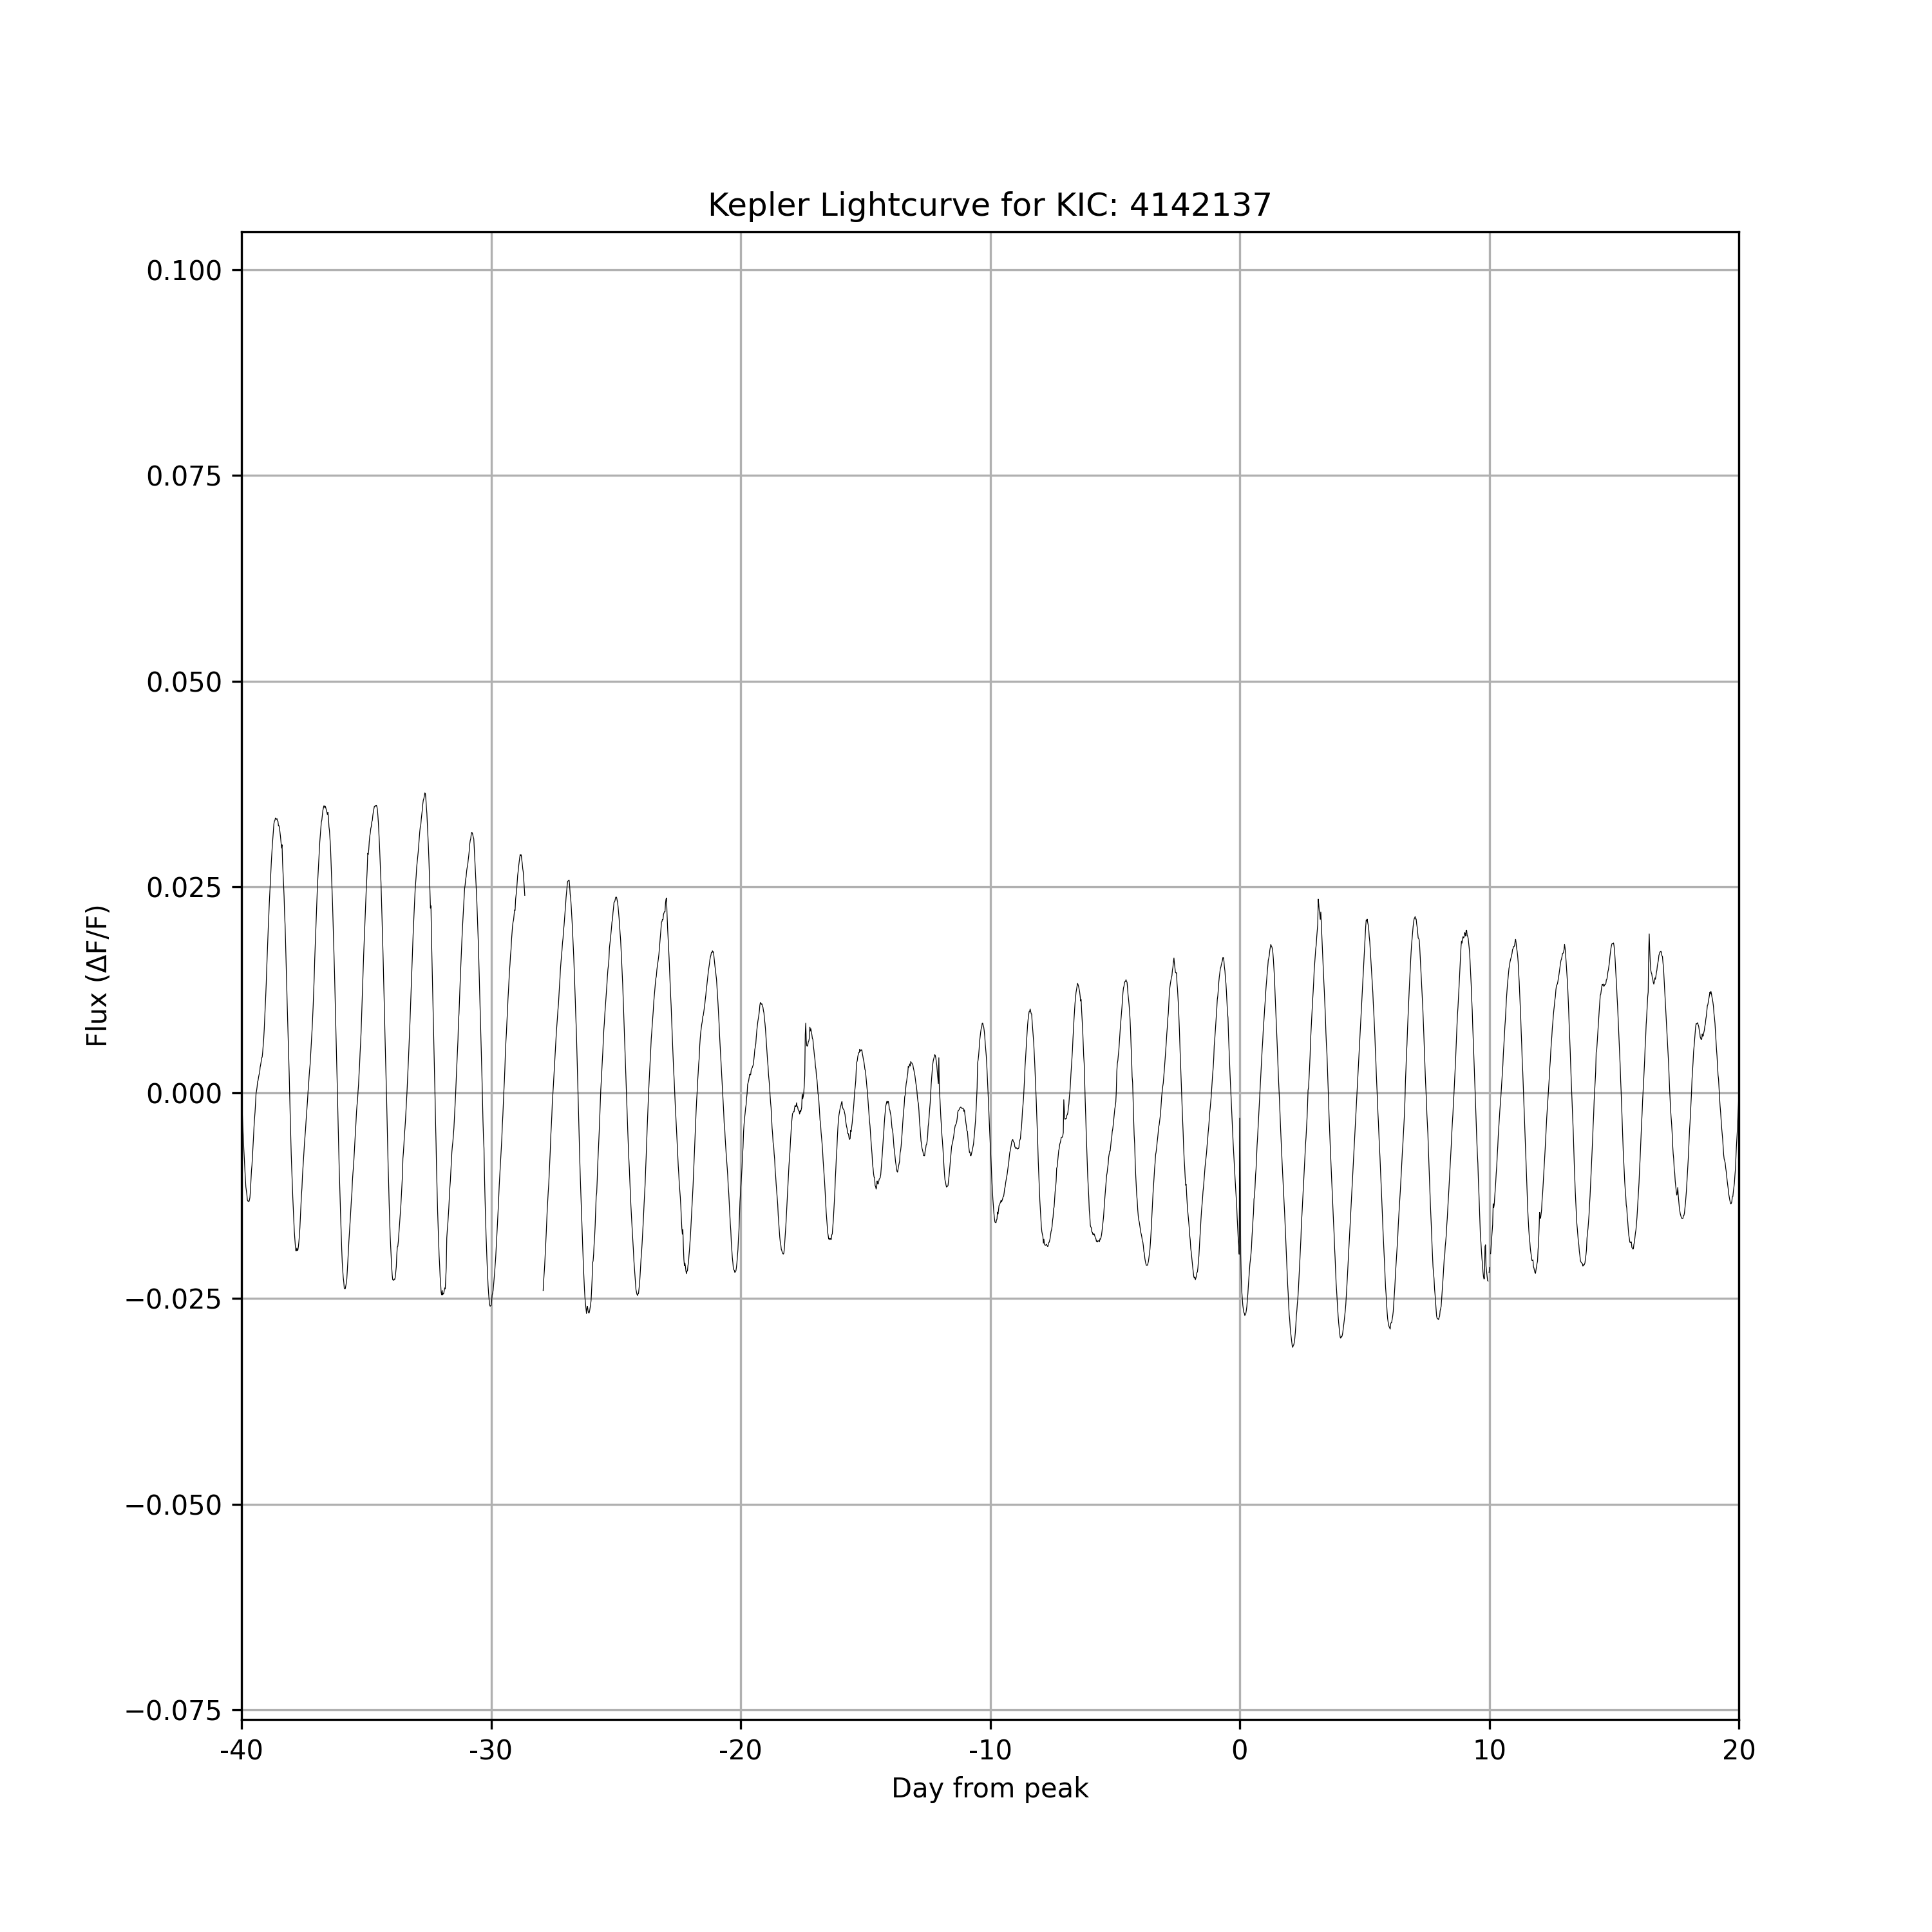 Kepler Lightcurve for KIC: 4142137
0.100
0.075
0.050
0.025
0.000
−0.025
−0.050
−0.075
Flux (ΔF/F)
-40 -30 -20 -10 0 10 20
Day from peak